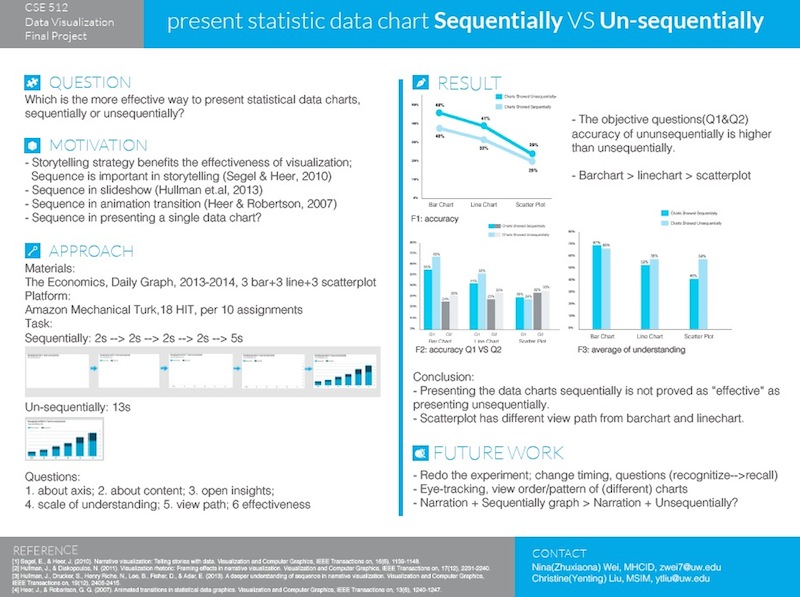 CSE 512
Data Visualization
Final Project
present statistic data chart Sequentially VS Un-sequentially
QUESTION
Which is the more effective way to present statistical data charts,
sequentially or unsequentially?
MOTIVATION
- Storytelling strategy benefits the effectiveness of visualization;
Sequence is important in storytelling (Segel & Heer, 2010)
- Sequence in slideshow (Hullman et.al, 2013)
- Sequence in animation transition (Heer & Robertson, 2007)
- Sequence in presenting a single data chart?
APPROACH
Materials:
The Economics, Daily Graph, 2013-2014, 3 bar+3 line+3 scatterplot
Platform:
Amazon Mechanical Turk,18 HIT, per 10 assignments
Task:
Sequentially: 2s --> 2s --> 2s --> 2s --> 5s
Un-sequentially: 13s
Questions:
1. about axis; 2. about content; 3. open insights;
4. scale of understanding; 5. view path; 6 effectiveness
RESULT
Charts Showed Unsequentially
Charts Showed Sequentially
Bar Chart Line Chart Scatter Plot
F1: accuracy
- The objective questions(Q1&Q2)
accuracy of ununsequentially is higher
than unsequentially.
- Barchart > linechart > scatterplot
Charts Showed Sequentially
Charts Showed Unsequentially
Q1 Q2 Q1 Q2 Q1 Q2
Bar Chart Line Chart Scatter Plot
F2: accuracy Q1 VS Q2
Charts Showed Sequentially
Charts Showed Unsequentially
Bar Chart Line Chart Scatter Plot
F3: average of understanding
Conclusion:
- Presenting the data charts sequentially is not proved as "effective" as
presenting unsequentially.
- Scatterplot has different view path from barchart and linechart.
FUTURE WORK
- Redo the experiment; change timing, questions (recognitize-->recall)
- Eye-tracking, view order/pattern of (different) charts
- Narration + Sequentially graph > Narration + Unsequentially?
REFERENCE
[1] Segel, E., & Heer, J. (2010). Narrative visualization: Telling stories with data. Visualization and Computer Graphics, IEEE Transactions on, 16(6), 1139-1148.
[2] Hullman, J., & Diakopoulos, N. (2011). Visualization rhetoric: Framing effects in narrative visualization. Visualization and Computer Graphics, IEEE Transactions on, 17(12), 2231-2240.
[3] Hullman, J., Drucker, S., Henry Riche, N., Lee, B., Fisher, D., & Adar, E. (2013). A deeper understanding of sequence in narrative visualization. Visualization and Computer Graphics,
IEEE Transactions on, 19(12), 2406-2415.
[4] Heer, J., & Robertson, G. G. (2007). Animated transitions in statistical data graphics. Visualization and Computer Graphics, IEEE Transactions on, 13(6), 1240-1247.
CONTACT
Nina(Zhuxiaona) Wei, MHCID, zwei7@uw.edu
Christine(Yenting) Liu, MSIM, ytliu@uw.edu